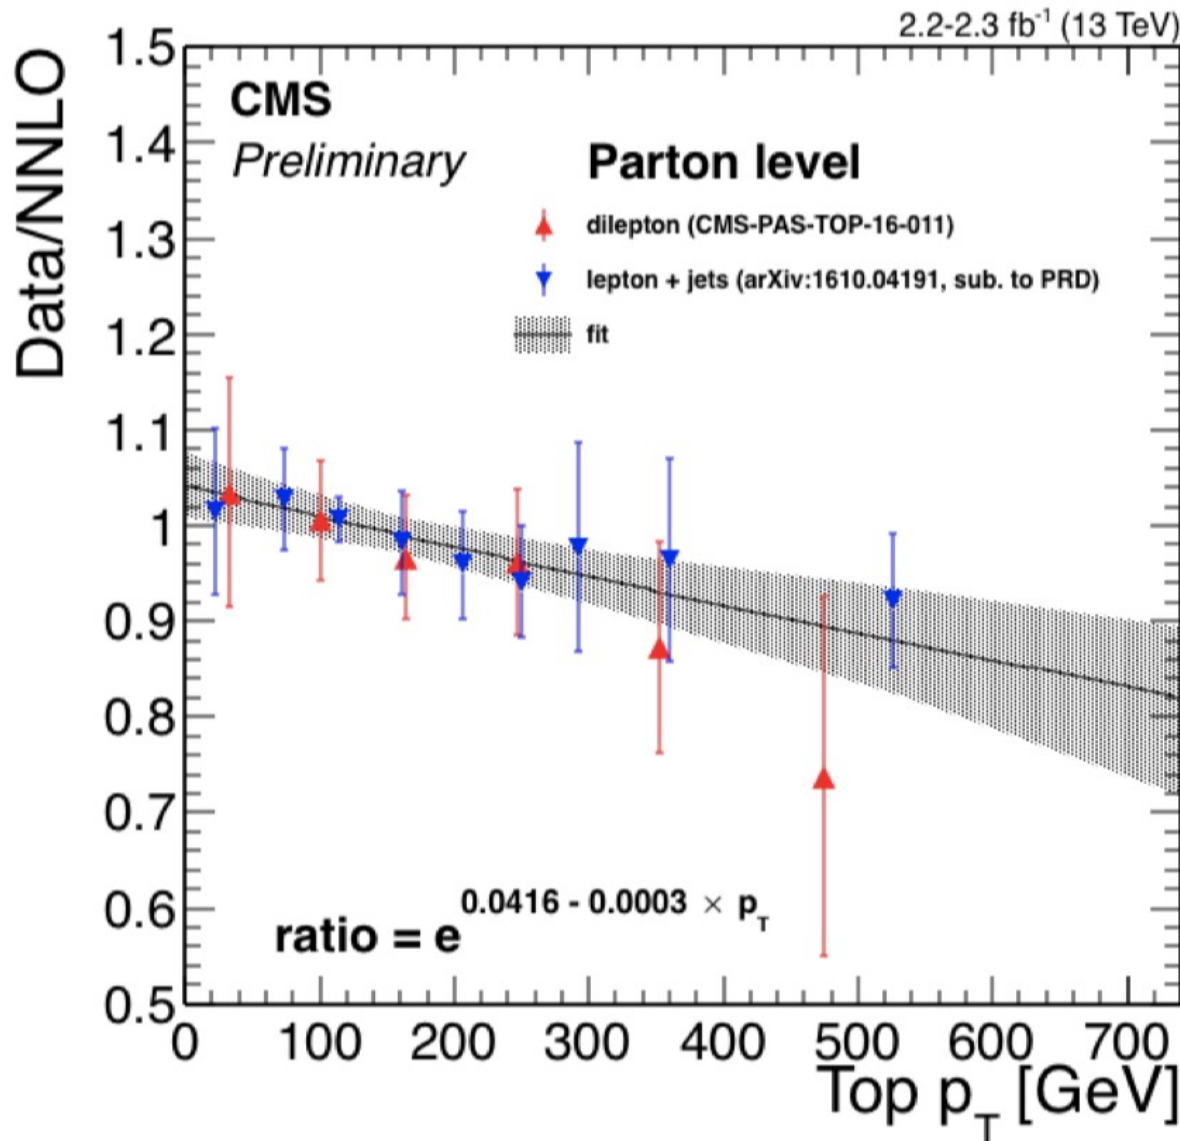 2.2-2.3 fb⁻¹ (13 TeV)
Data/NNLO
1.5
1.4
1.3
1.2
1.1
1
0.9
0.8
0.7
0.6
0.5
CMS
Preliminary
Parton level
dilepton (CMS-PAS-TOP-16-011)
lepton + jets (arXiv:1610.04191, sub. to PRD)
fit
ratio = e^0.0416 - 0.0003 × p_T
0 100 200 300 400 500 600 700
Top p_T [GeV]